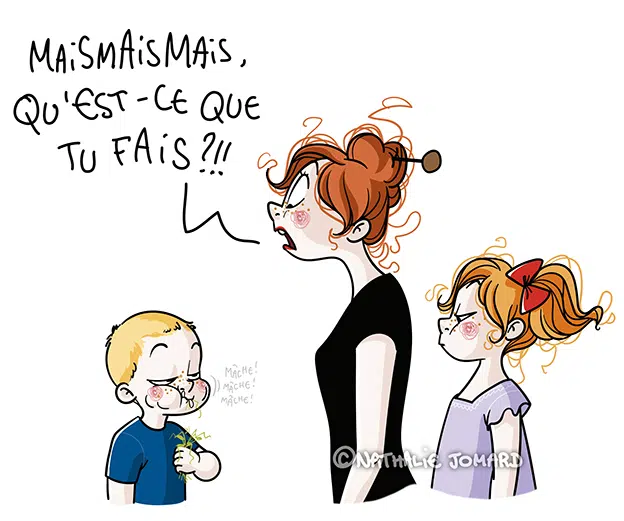 MAiSMAiSMAiS,
QU'EST-CE QUE
TU FAiS?!!!
MÂCHE!
MÂCHE!
MÂCHE!
©NATHALiE JOMARD